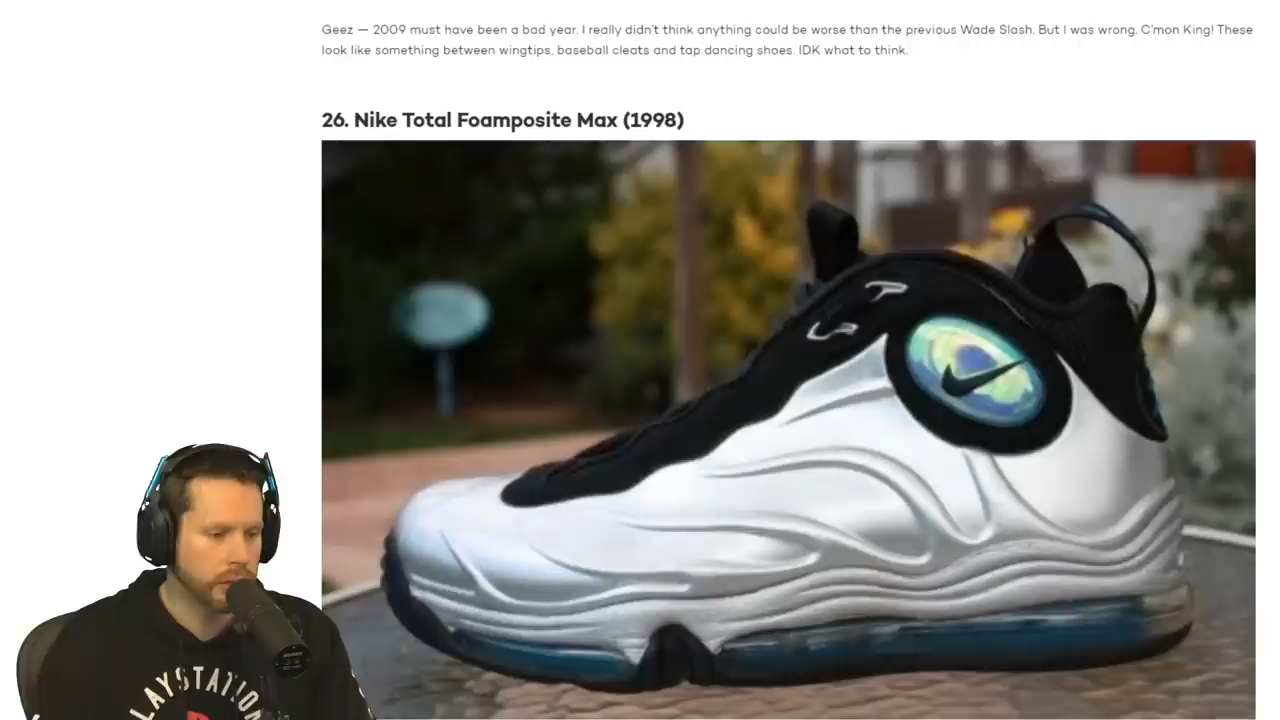 Geez — 2009 must have been a bad year. I really didn't think anything could be worse than the previous Wade Slash. But I was wrong. C'mon King! These
look like something between wingtips, baseball cleats and tap dancing shoes. IDK what to think.
26. Nike Total Foamposite Max (1998)
LAYSTATION